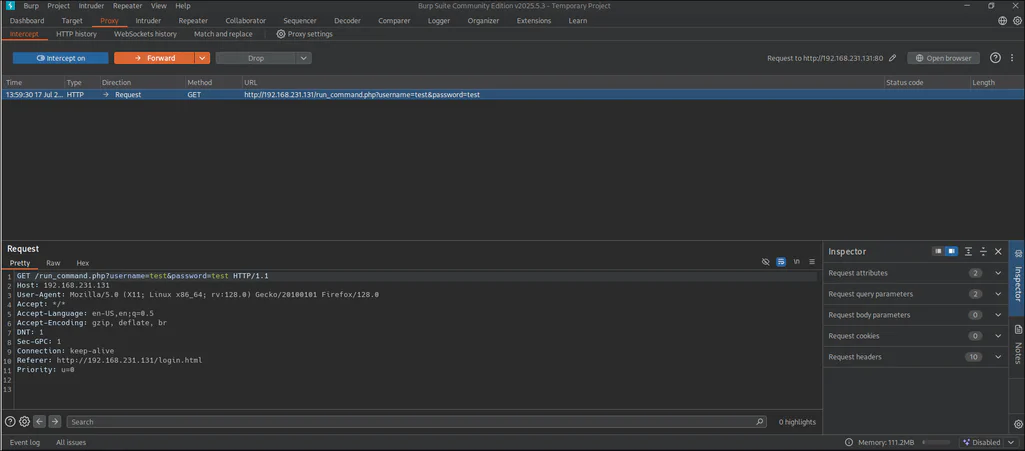 Burp Project Intruder Repeater View Help Burp Suite Community Edition v2025.5.3 - Temporary Project
Dashboard Target Proxy Intruder Repeater Collaborator Sequencer Decoder Comparer Logger Organizer Extensions Learn
Intercept HTTP history WebSockets history Match and replace Proxy settings
Intercept on Forward Drop Request to http://192.168.231.131:80 Open browser
Time Type Direction Method URL Status code Length
13:59:30 17 Jul 2... HTTP Request GET http://192.168.231.131/run_command.php?username=test&password=test
Request
Pretty Raw Hex \n
1 GET /run_command.php?username=test&password=test HTTP/1.1
2 Host: 192.168.231.131
3 User-Agent: Mozilla/5.0 (X11; Linux x86_64; rv:128.0) Gecko/20100101 Firefox/128.0
4 Accept: */*
5 Accept-Language: en-US,en;q=0.5
6 Accept-Encoding: gzip, deflate, br
7 DNT: 1
8 Sec-GPC: 1
9 Connection: keep-alive
10 Referer: http://192.168.231.131/login.html
11 Priority: u=0
12
13
Search 0 highlights
Inspector
Request attributes 2
Request query parameters 2
Request body parameters 0
Request cookies 0
Request headers 10
Inspector
Notes
Event log All issues Memory: 111.2MB Disabled